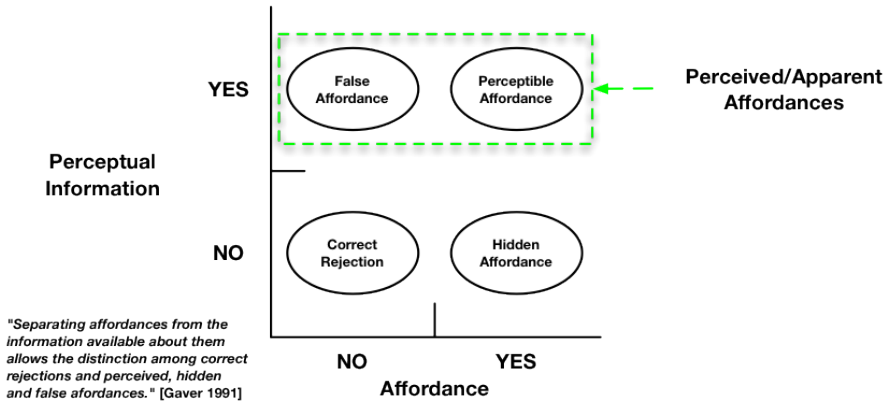 YES
False
Affordance
Perceptible
Affordance
Perceived/Apparent
Affordances
Perceptual
Information
NO
Correct
Rejection
Hidden
Affordance
"Separating affordances from the
information available about them
allows the distinction among correct
rejections and perceived, hidden
and false afordances." [Gaver 1991]
NO
YES
Affordance